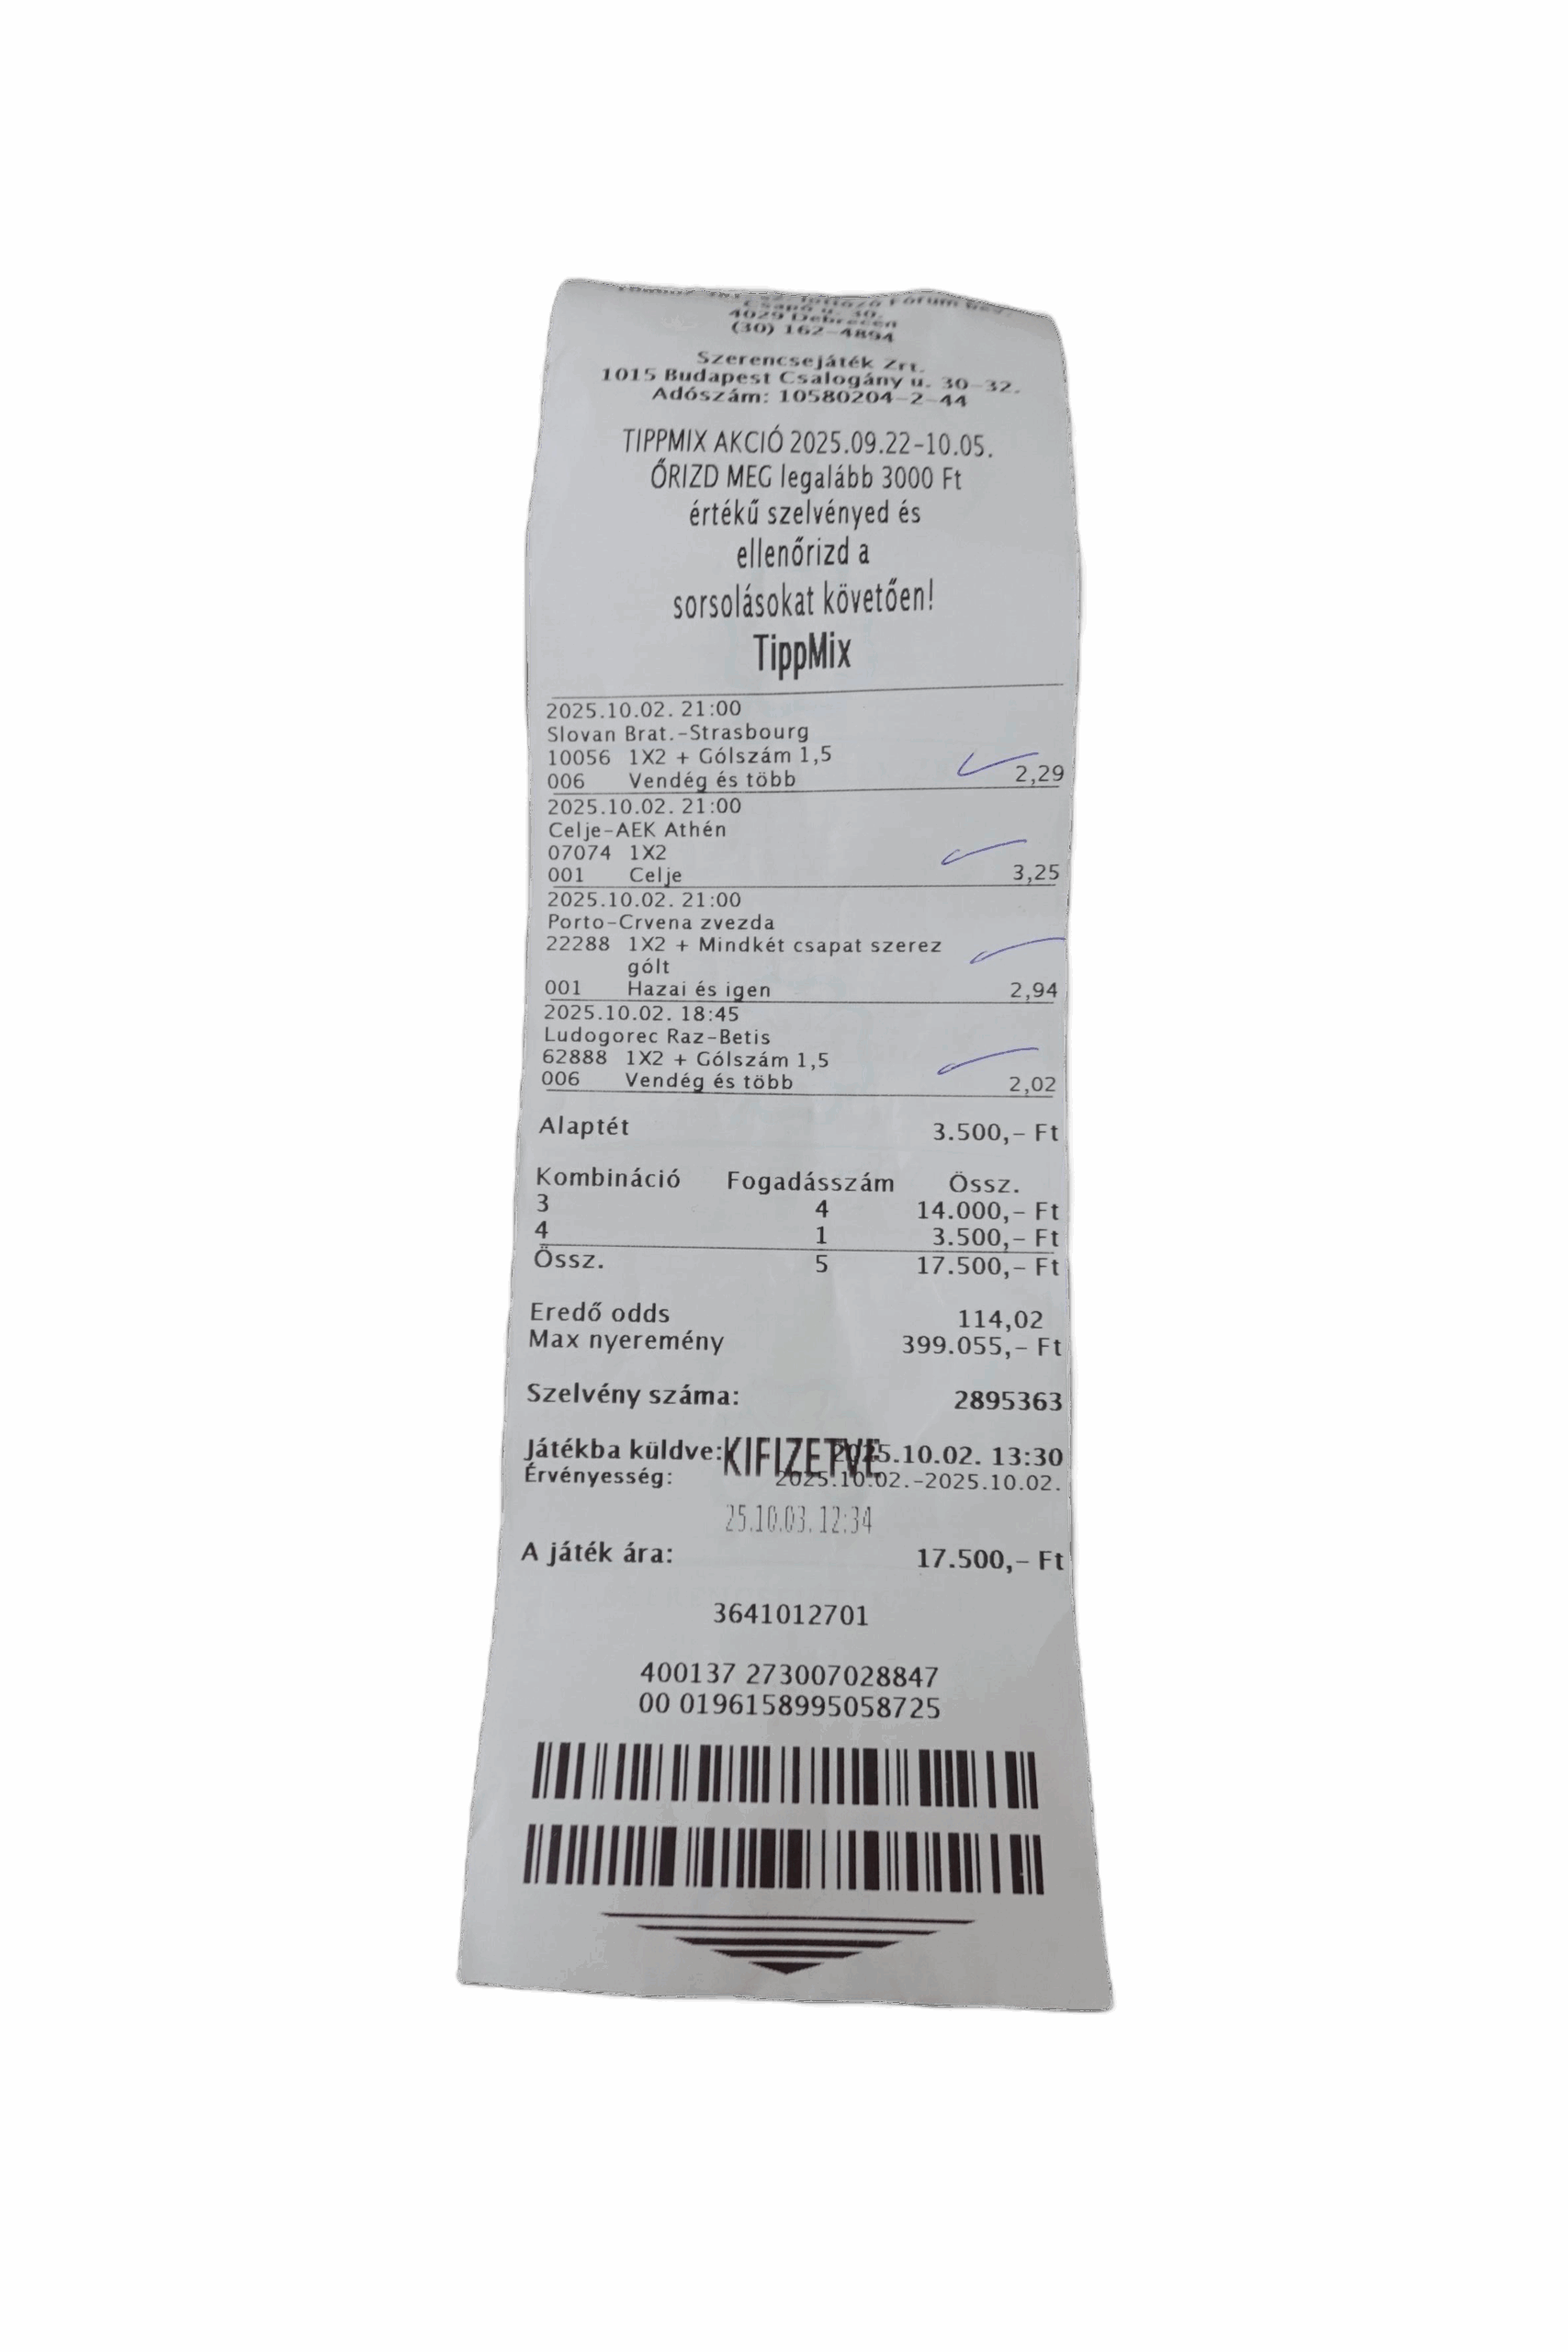 Csapó u. 30.
4029 Debrecen
(30) 162-4894
Szerencsejáték Zrt.
1015 Budapest Csalogány u. 30-32.
Adószám: 10580204-2-44
TIPPMIX AKCIÓ 2025.09.22-10.05.
ŐRIZD MEG legalább 3000 Ft
értékű szelvényed és
ellenőrizd a
sorsolásokat követően!
TippMix
2025.10.02. 21:00
Slovan Brat.-Strasbourg
10056 1X2 + Gólszám 1,5
006 Vendég és több 2,29
2025.10.02. 21:00
Celje-AEK Athén
07074 1X2
001 Celje 3,25
2025.10.02. 21:00
Porto-Crvena zvezda
22288 1X2 + Mindkét csapat szerez
gólt
001 Hazai és igen 2,94
2025.10.02. 18:45
Ludogorec Raz-Betis
62888 1X2 + Gólszám 1,5
006 Vendég és több 2,02
Alaptét 3.500,- Ft
Kombináció Fogadásszám Össz.
3 4 14.000,- Ft
4 1 3.500,- Ft
Össz. 5 17.500,- Ft
Eredő odds 114,02
Max nyeremény 399.055,- Ft
Szelvény száma: 2895363
Játékba küldve: 2025.10.02. 13:30
KIFIZETVE
Érvényesség: 2025.10.02.-2025.10.02.
25.10.03. 12:34
A játék ára: 17.500,- Ft
3641012701
400137 273007028847
00 0196158995058725